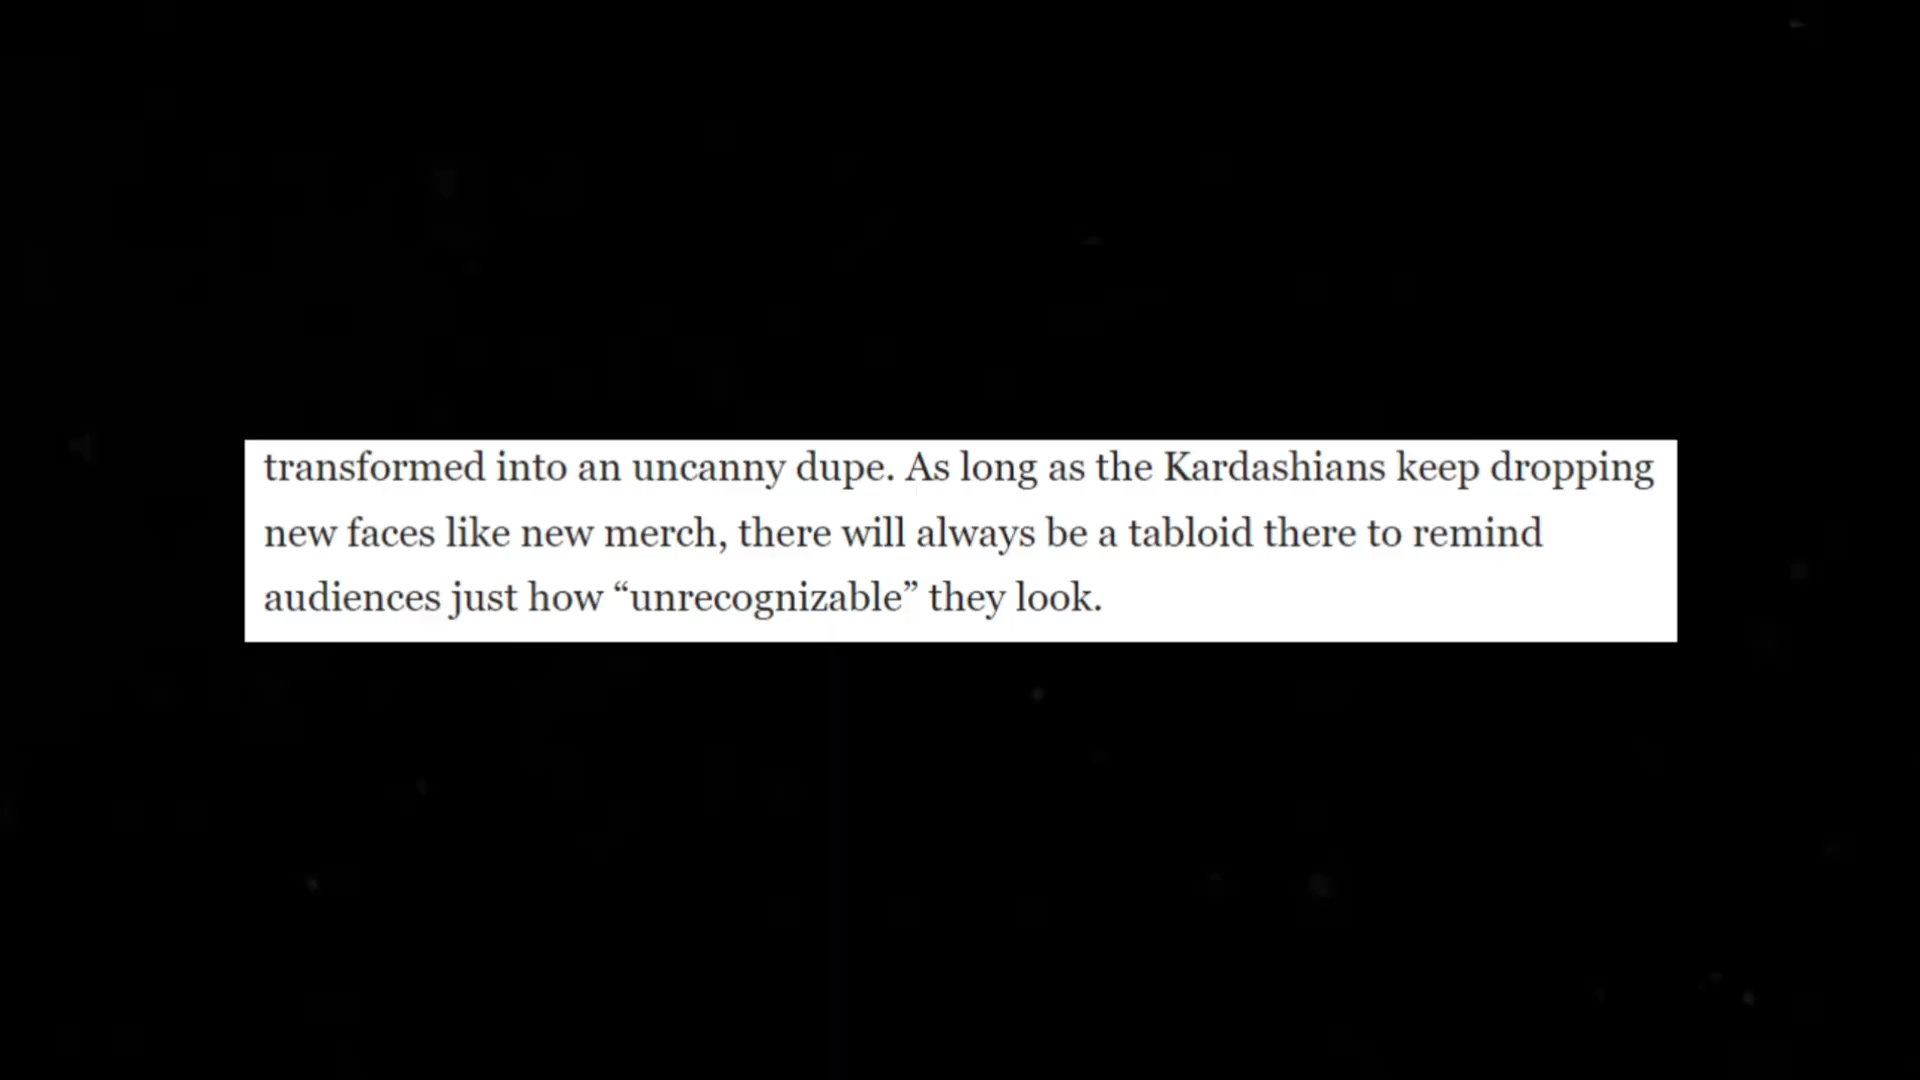 transformed into an uncanny dupe. As long as the Kardashians keep dropping
new faces like new merch, there will always be a tabloid there to remind
audiences just how “unrecognizable” they look.